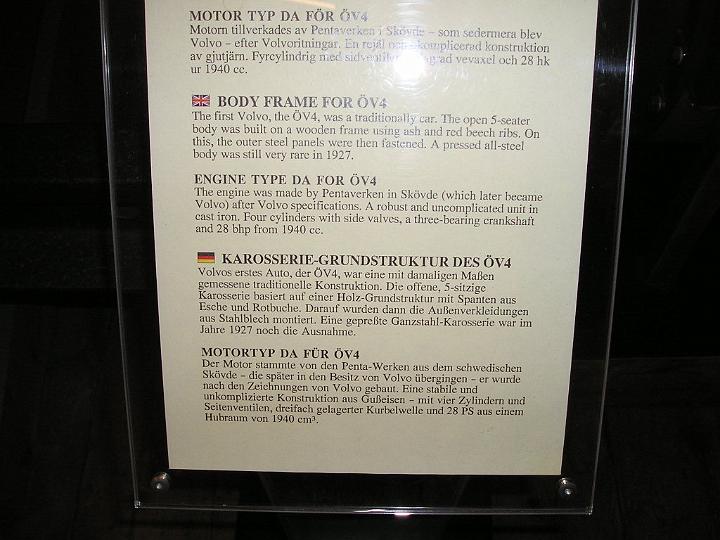 MOTOR TYP DA FÖR ÖV4
Motorn tillverkades av Pentaverken i Skövde – som sedermera blev
Volvo – efter Volvoritningar. En rejäl och okomplicerad konstruktion
av gjutjärn. Fyrcylindrig med sidventiler, vevaxel och 28 hk
ur 1940 cc.
BODY FRAME FOR ÖV4
The first Volvo, the ÖV4, was a traditionally car. The open 5-seater
body was built on a wooden frame using ash and red beech ribs. On
this, the outer steel panels were then fastened. A pressed all-steel
body was still very rare in 1927.
ENGINE TYPE DA FOR ÖV4
The engine was made by Pentaverken in Skövde (which later became
Volvo) after Volvo specifications. A robust and uncomplicated unit in
cast iron. Four cylinders with side valves, a three-bearing crankshaft
and 28 bhp from 1940 cc.
KAROSSERIE-GRUNDSTRUKTUR DES ÖV4
Volvos erstes Auto, der ÖV4, war eine mit damaligen Maßen
gemessene traditionelle Konstruktion. Die offene, 5-sitzige
Karosserie basiert auf einer Holz-Grundstruktur mit Spanten aus
Esche und Rotbuche. Darauf wurden dann die Außenverkleidungen
aus Stahlblech montiert. Eine gepreßte Ganzstahl-Karosserie war im
Jahre 1927 noch die Ausnahme.
MOTORTYP DA FÜR ÖV4
Der Motor stammte von den Penta-Werken aus dem schwedischen
Skövde – die später in den Besitz von Volvo übergingen – er wurde
nach den Zeichnungen von Volvo gebaut. Eine stabile und
unkomplizierte Konstruktion aus Gußeisen – mit vier Zylindern und
Seitenventilen, dreifach gelagerter Kurbelwelle und 28 PS aus einem
Hubraum von 1940 cm³.